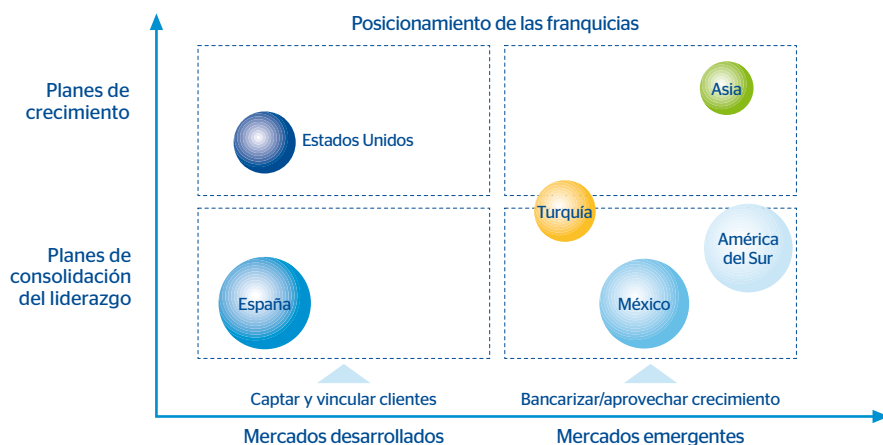 Posicionamiento de las franquicias
Planes de
crecimiento
Asia
Estados Unidos
Turquía
América
del Sur
Planes de
consolidación
del liderazgo
España
México
Captar y vincular clientes
Bancarizar/aprovechar crecimiento
Mercados desarrollados
Mercados emergentes